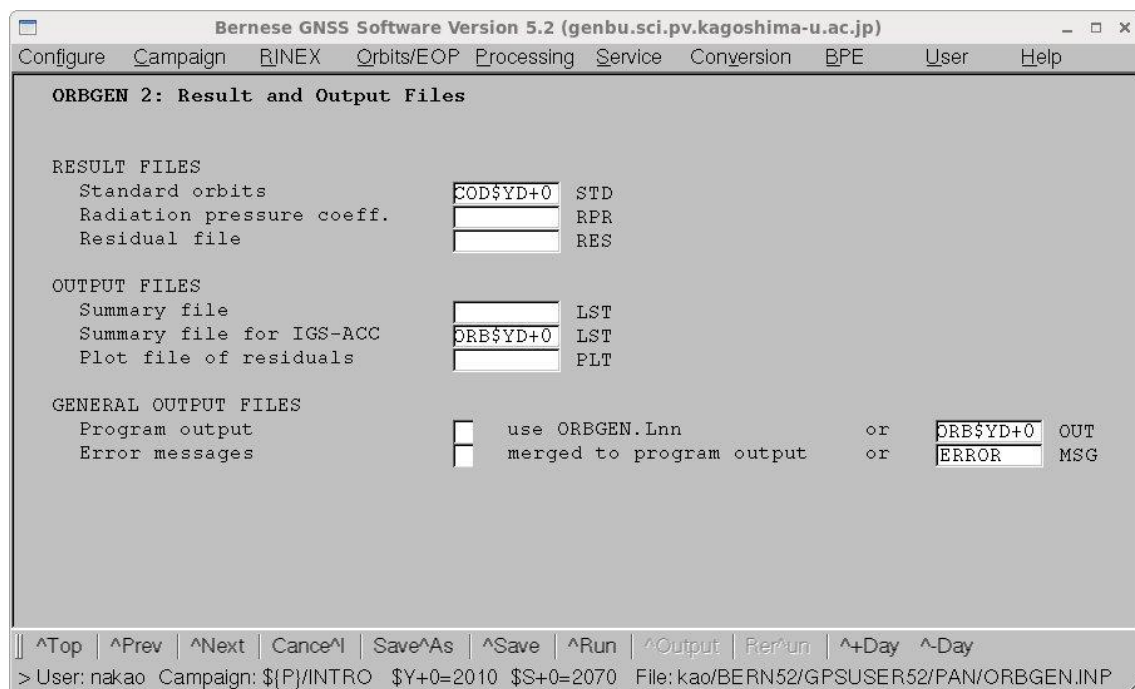 Bernese GNSS Software Version 5.2 (genbu.sci.pv.kagoshima-u.ac.jp)
Configure Campaign RINEX Orbits/EOP Processing Service Conversion BPE User Help
ORBGEN 2: Result and Output Files
RESULT FILES
Standard orbits COD$YD+0 STD
Radiation pressure coeff. RPR
Residual file RES
OUTPUT FILES
Summary file LST
Summary file for IGS-ACC ORB$YD+0 LST
Plot file of residuals PLT
GENERAL OUTPUT FILES
Program output use ORBGEN.Lnn or ORB$YD+0 OUT
Error messages merged to program output or ERROR MSG
^Top | ^Prev | ^Next | Cance^l | Save^As | ^Save | ^Run | ^Output | Rer^un | ^+Day ^-Day
> User: nakao Campaign: ${P}/INTRO $Y+0=2010 $S+0=2070 File: kao/BERN52/GPSUSER52/PAN/ORBGEN.INP